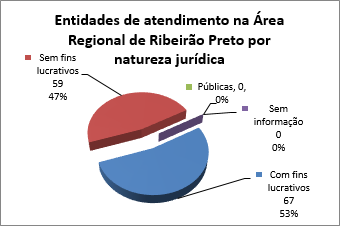 Entidades de atendimento na Área
Regional de Ribeirão Preto por
natureza jurídica
Sem fins
lucrativos
59
47%
Públicas, 0,
0%
Sem
informação
0
0%
Com fins
lucrativos
67
53%